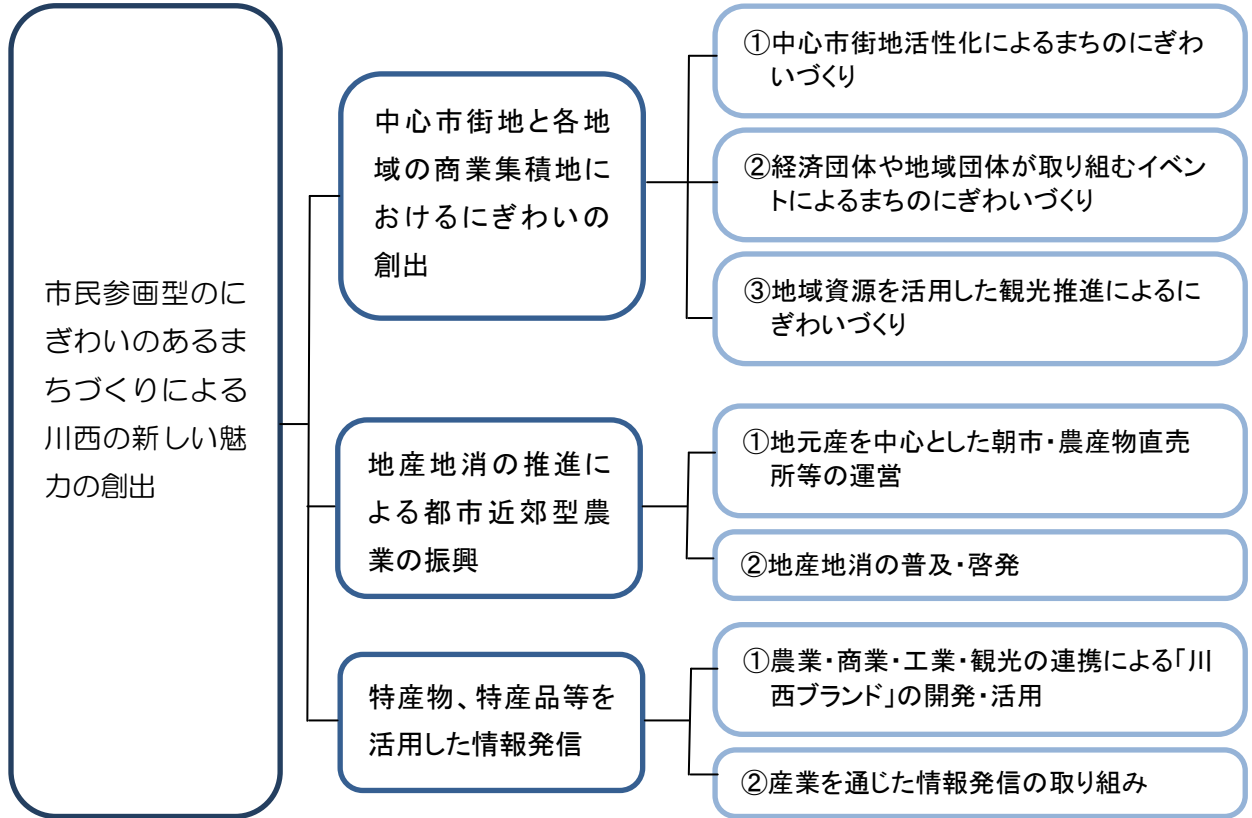 市民参画型のに
ぎわいのあるま
ちづくりによる
川西の新しい魅
力の創出
中心市街地と各地
域の商業集積地に
おけるにぎわいの
創出
①中心市街地活性化によるまちのにぎわ
いづくり
②経済団体や地域団体が取り組むイベン
トによるまちのにぎわいづくり
③地域資源を活用した観光推進によるに
ぎわいづくり
地産地消の推進に
よる都市近郊型農
業の振興
①地元産を中心とした朝市・農産物直売
所等の運営
②地産地消の普及・啓発
特産物、特産品等を
活用した情報発信
①農業・商業・工業・観光の連携による「川
西ブランド」の開発・活用
②産業を通じた情報発信の取り組み